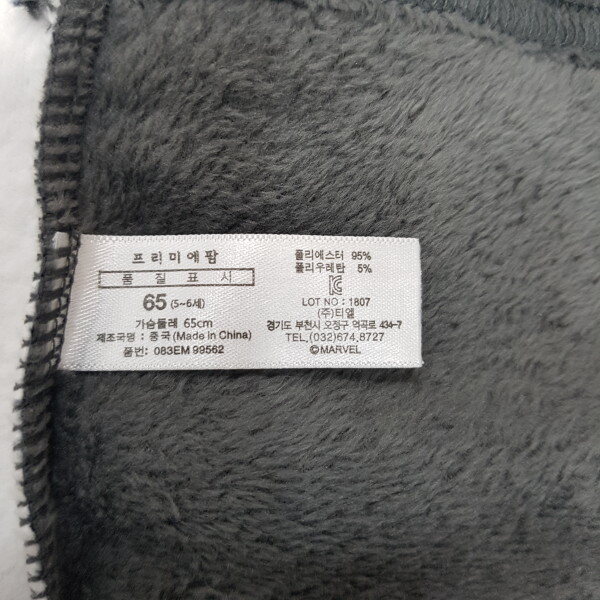 프리미에팜
품질표시
65 (5~6세)
가슴둘레 65cm
제조국명 : 중국(Made in China)
품번: 083EM 99562
폴리에스터 95%
폴리우레탄 5%
LOT NO : 1807
(주)티엘
경기도 부천시 오정구 역곡로 434-7
TEL,(032)674,8727
©MARVEL